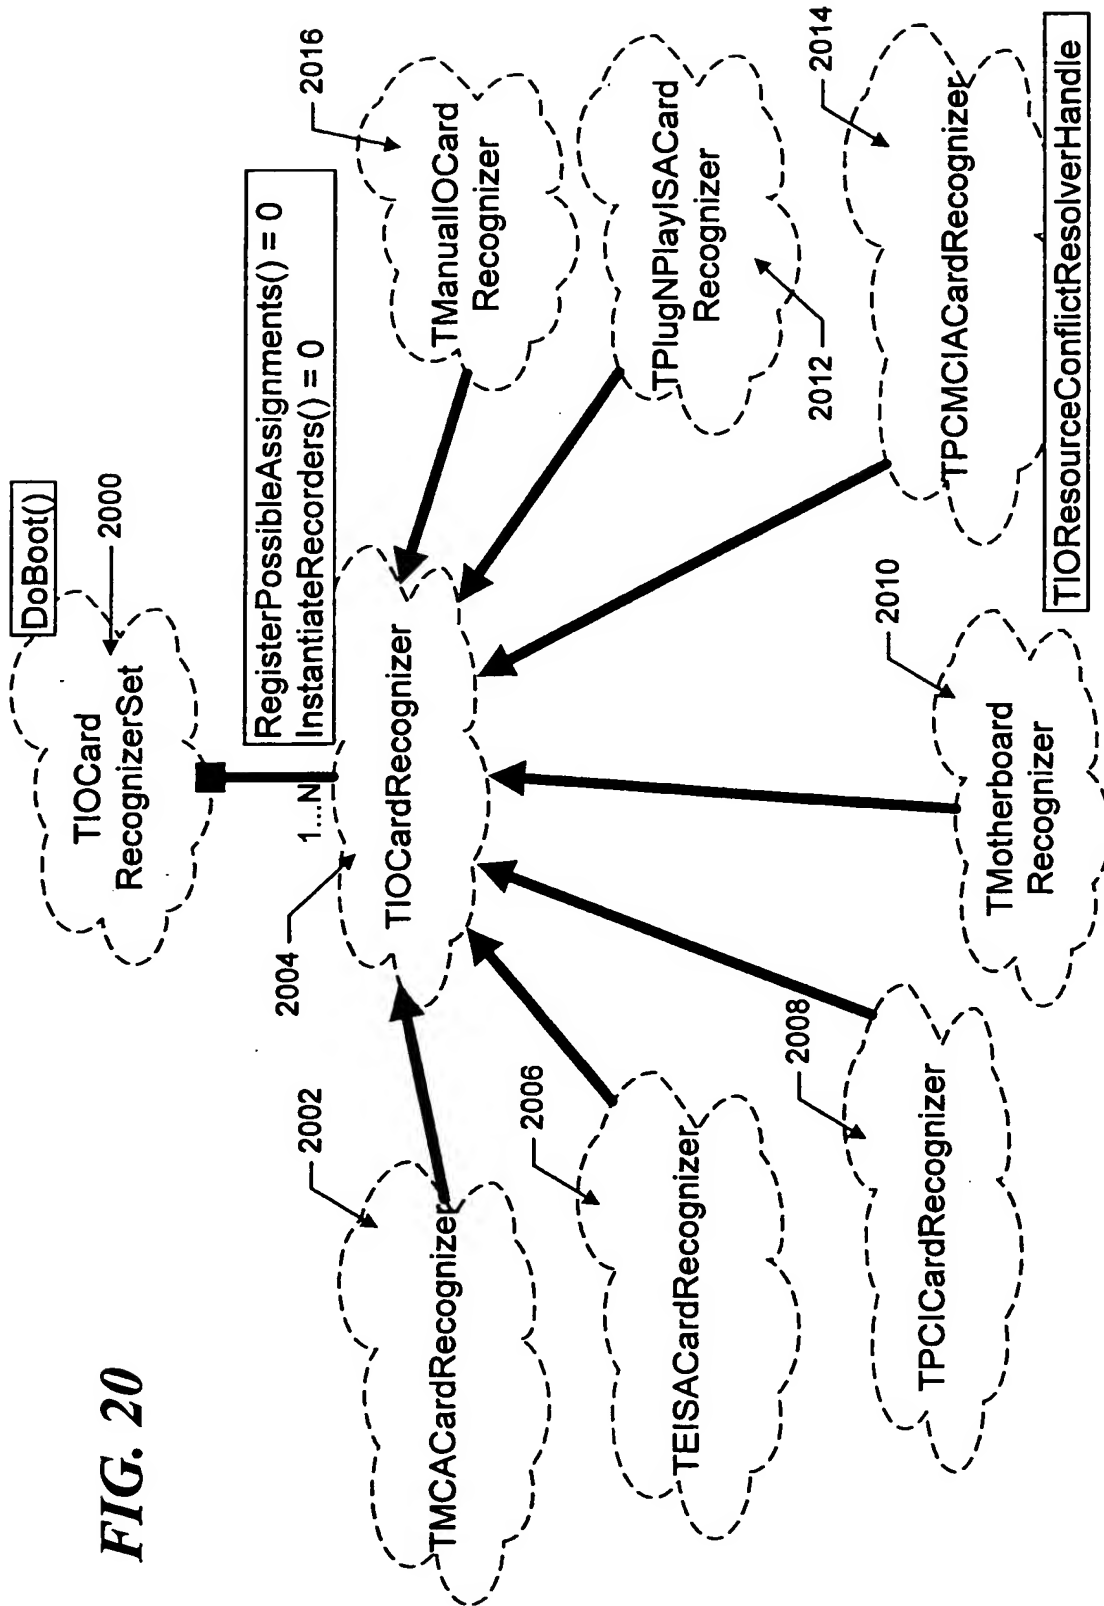 FIG. 20
DoBoot()
TIOCard
RecognizerSet
2000
RegisterPossibleAssignments() = 0
InstantiateRecorders() = 0
1...N
2004
TIOCardRecognizer
2002
TMCACardRecognizer
2016
TManualIOCard
Recognizer
2006
TEISACardRecognizer
TPlugNPlayISACard
Recognizer
2012
2008
TPCICardRecognizer
2010
TMotherboard
Recognizer
2014
TPCMCIACardRecognizer
TIOResourceConflictResolverHandle